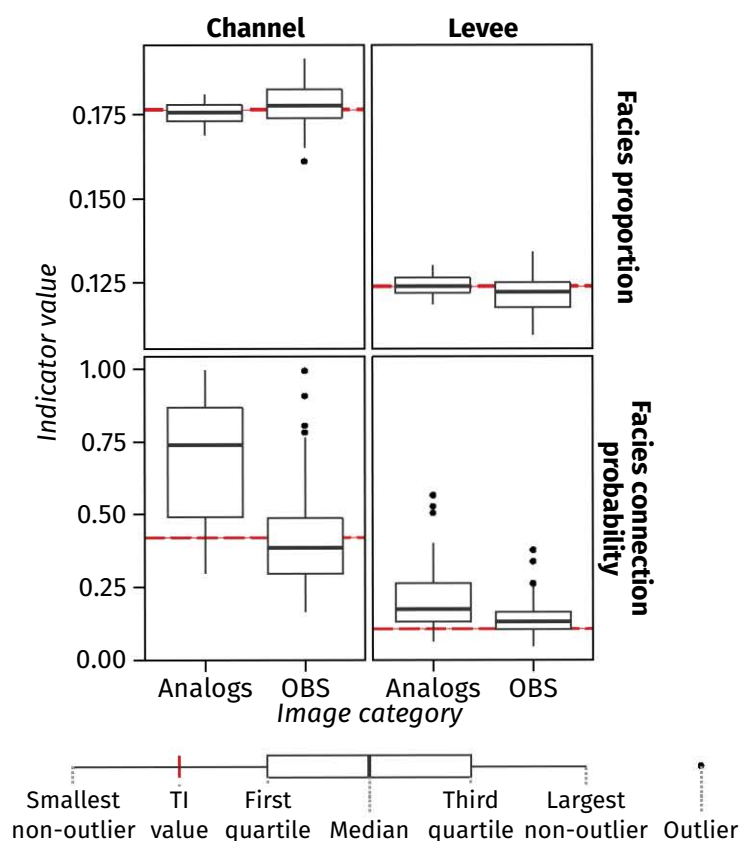 Channel
Levee
Facies proportion
0.175
0.150
0.125
Indicator value
Facies connection
probability
1.00
0.75
0.50
0.25
0.00
Analogs
OBS
Analogs
OBS
Image category
Smallest
non-outlier
TI
value
First
quartile
Median
Third
quartile
Largest
non-outlier
Outlier